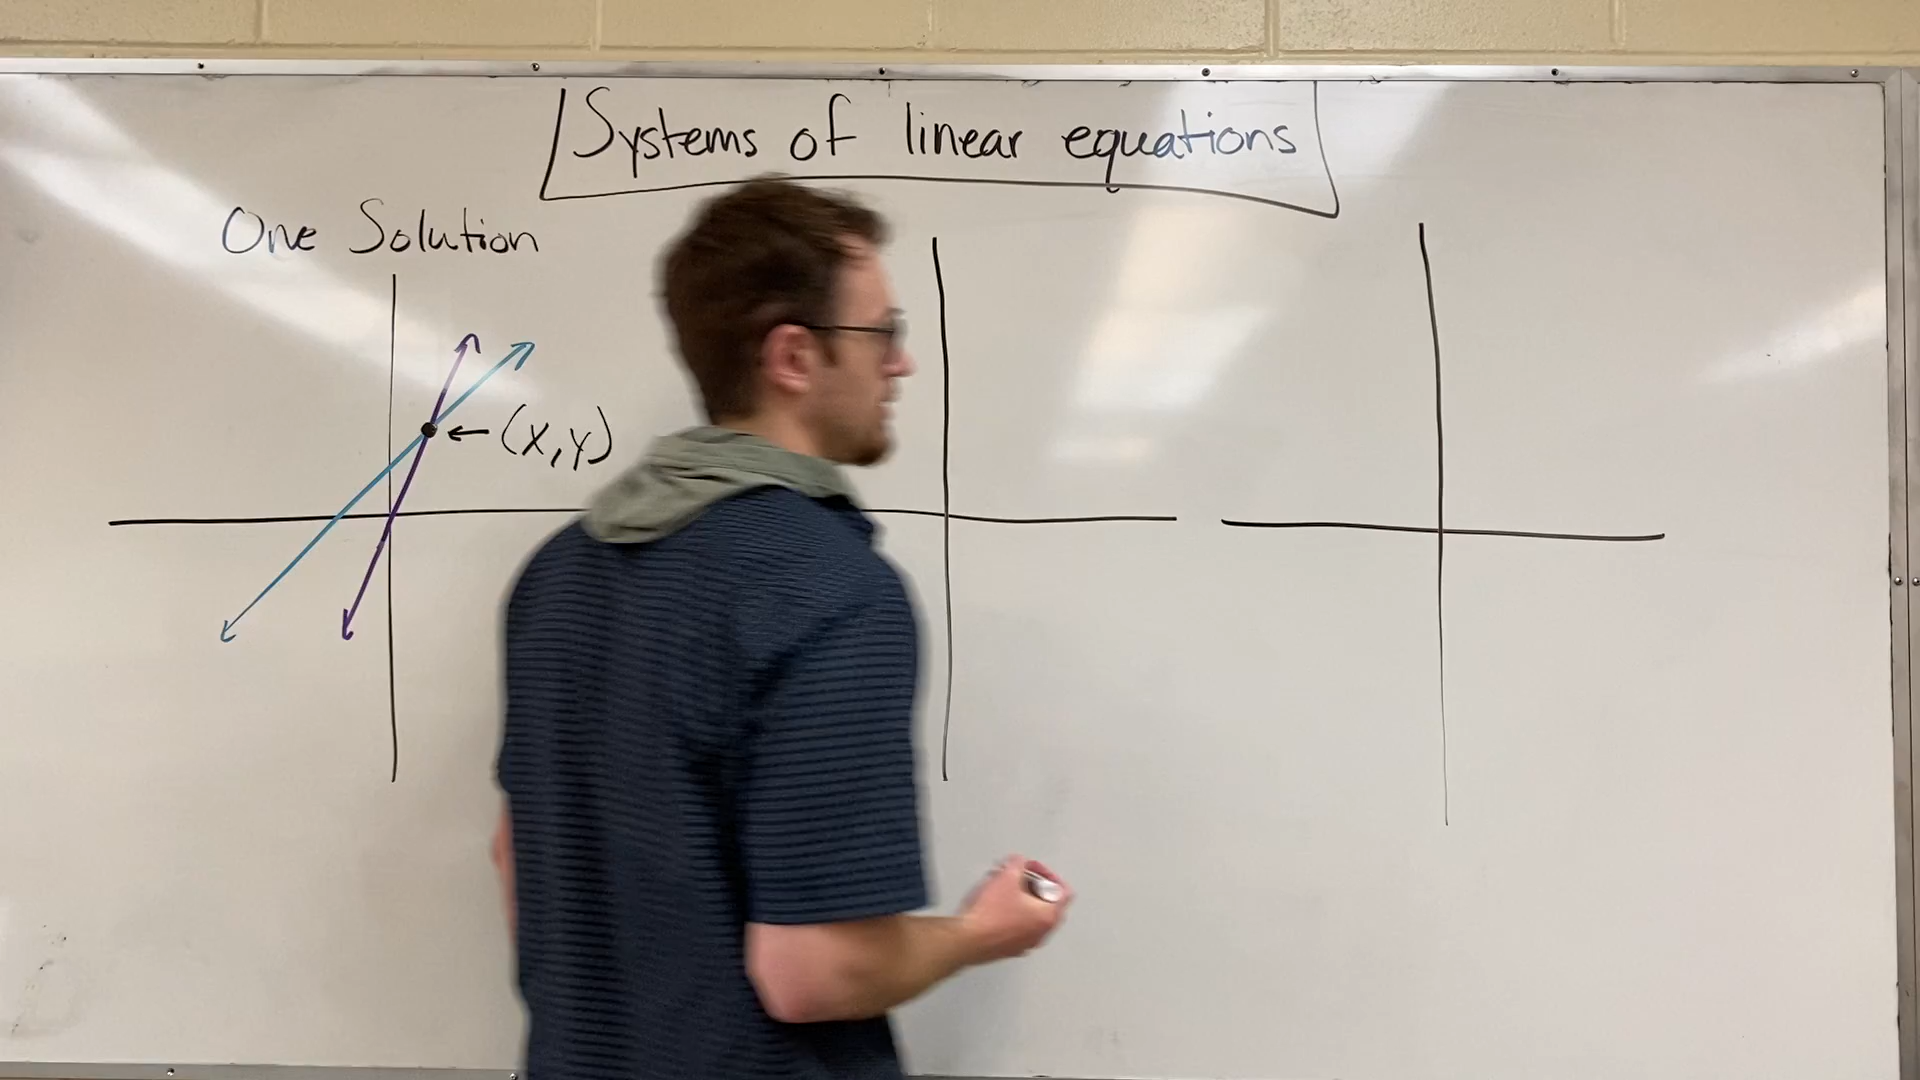 Systems of linear equations
One Solution
← (x,y)